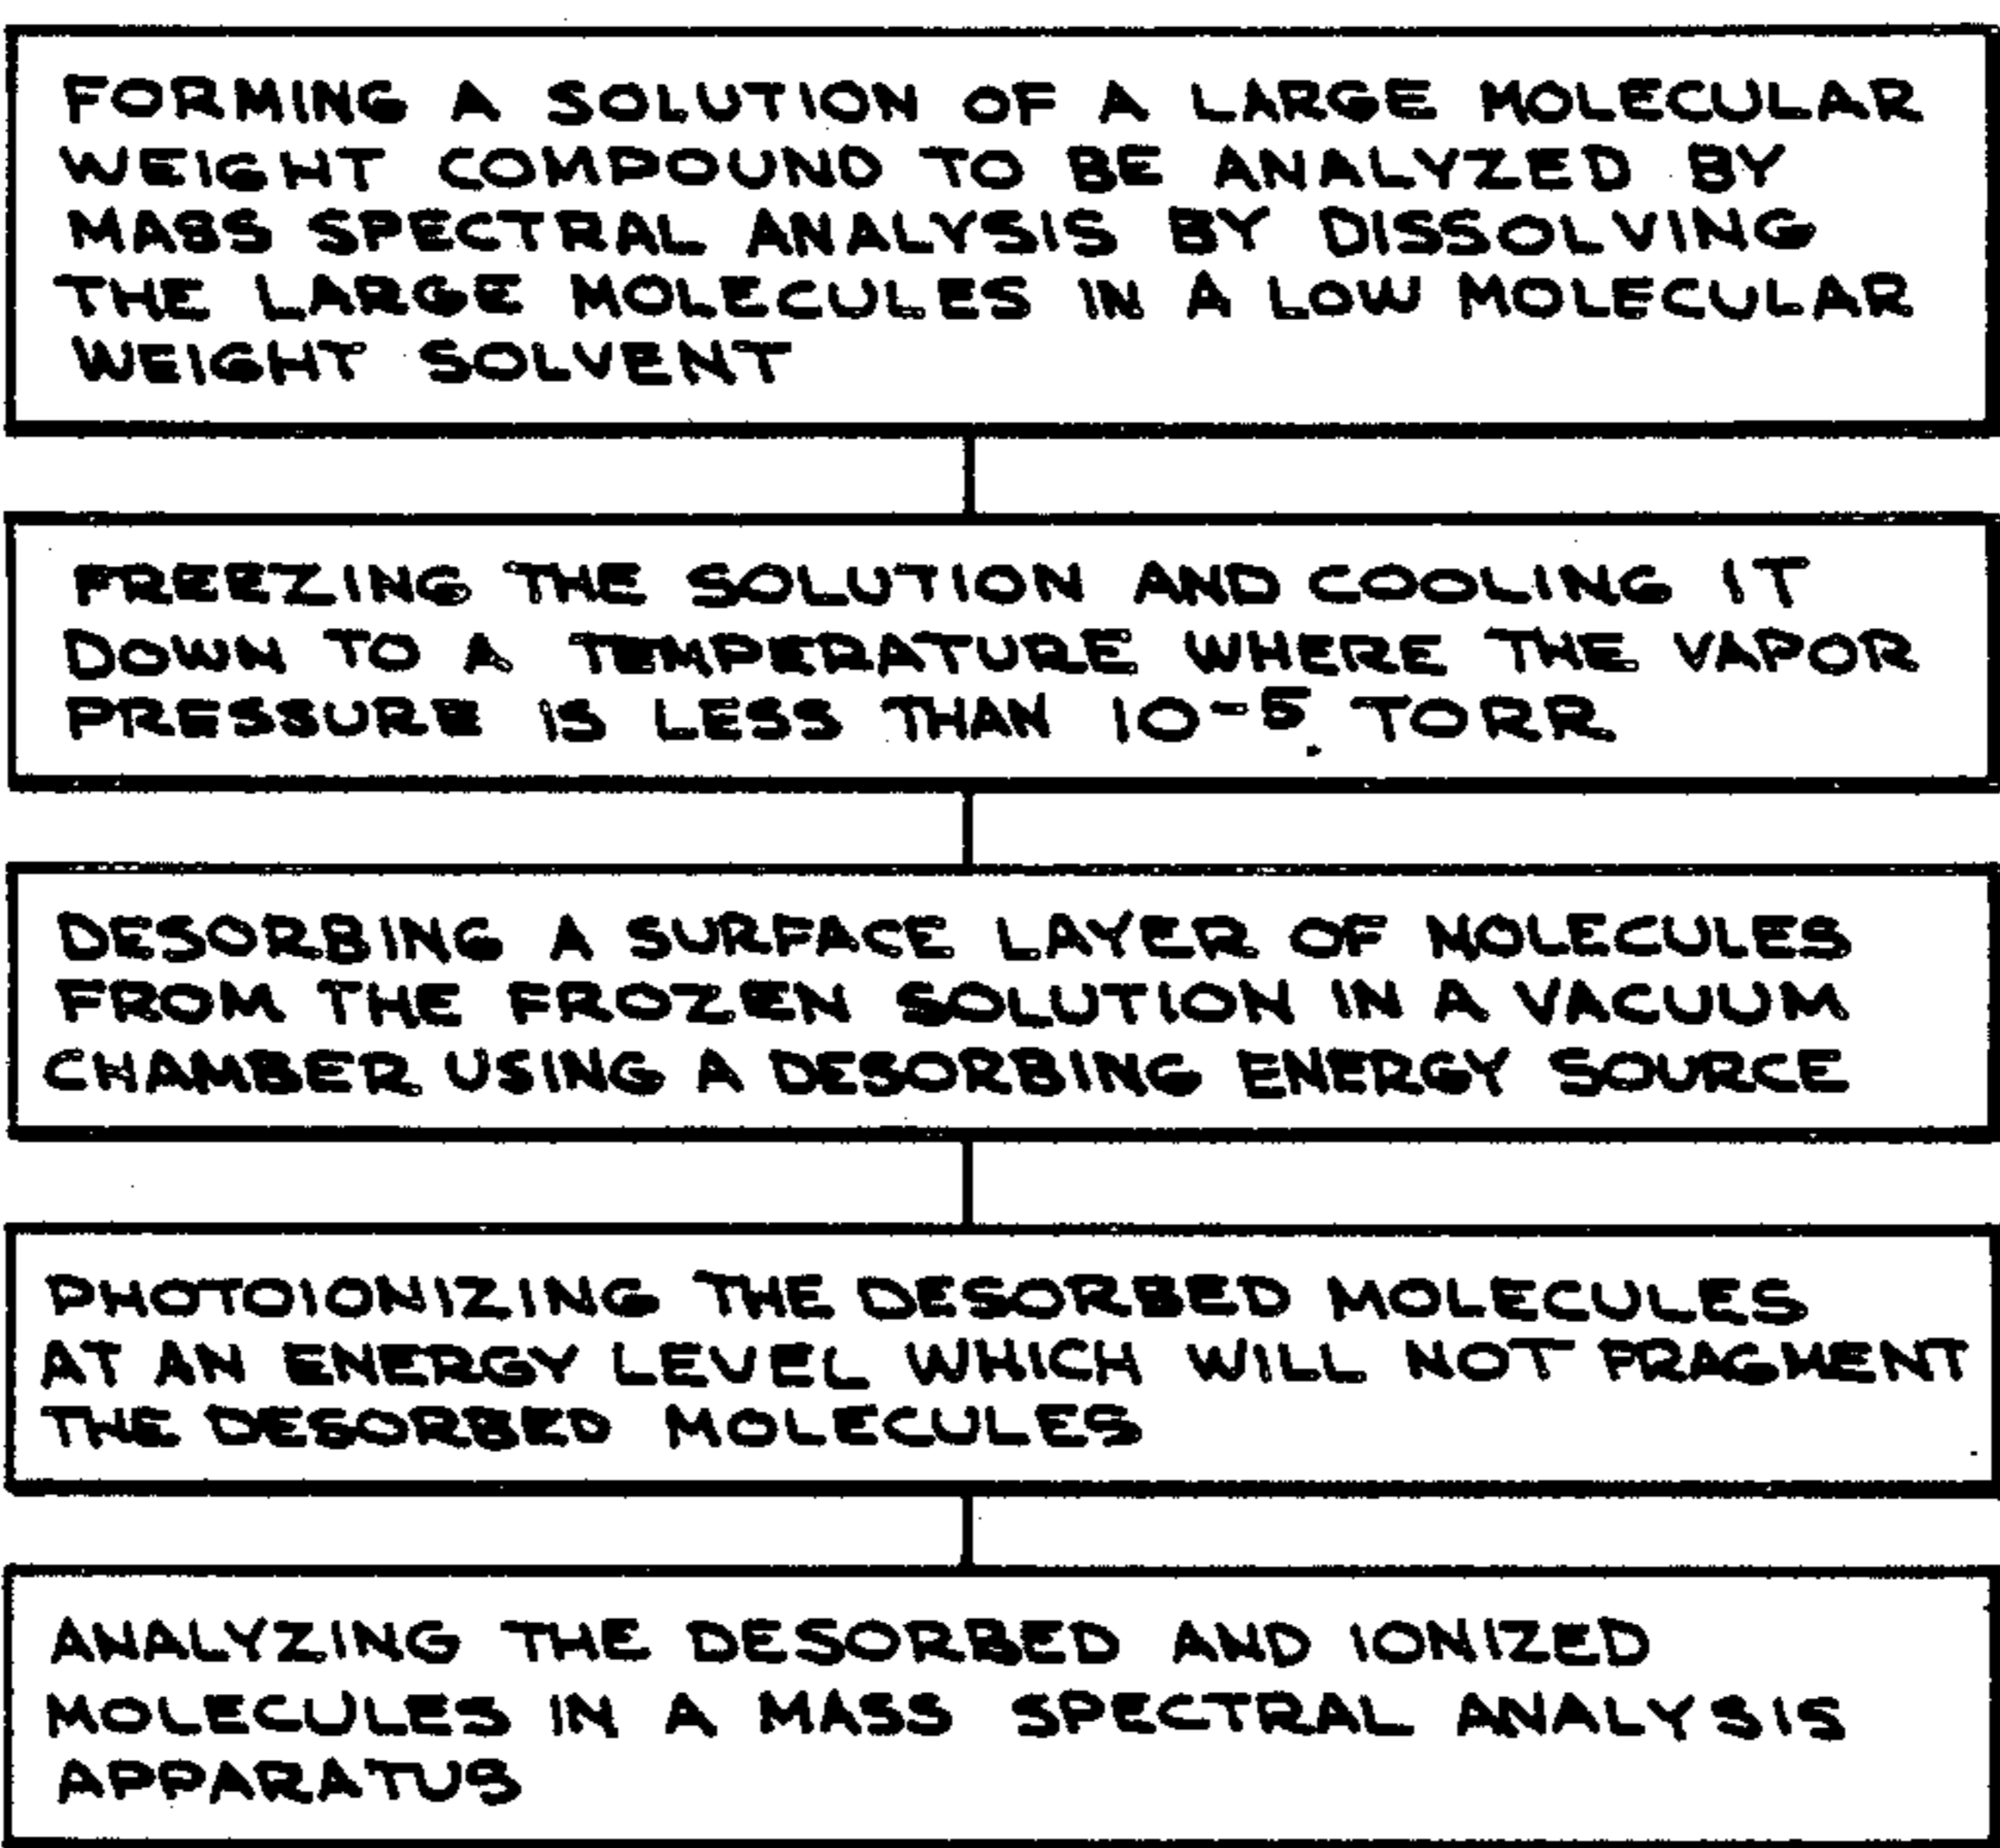 FORMING A SOLUTION OF A LARGE MOLECULAR
WEIGHT COMPOUND TO BE ANALYZED BY
MASS SPECTRAL ANALYSIS BY DISSOLVING
THE LARGE MOLECULES IN A LOW MOLECULAR
WEIGHT SOLVENT
FREEZING THE SOLUTION AND COOLING IT
DOWN TO A TEMPERATURE WHERE THE VAPOR
PRESSURE IS LESS THAN 10-5 TORR
DESORBING A SURFACE LAYER OF MOLECULES
FROM THE FROZEN SOLUTION IN A VACUUM
CHAMBER USING A DESORBING ENERGY SOURCE
PHOTOIONIZING THE DESORBED MOLECULES
AT AN ENERGY LEVEL WHICH WILL NOT FRAGMENT
THE DESORBED MOLECULES
ANALYZING THE DESORBED AND IONIZED
MOLECULES IN A MASS SPECTRAL ANALYSIS
APPARATUS